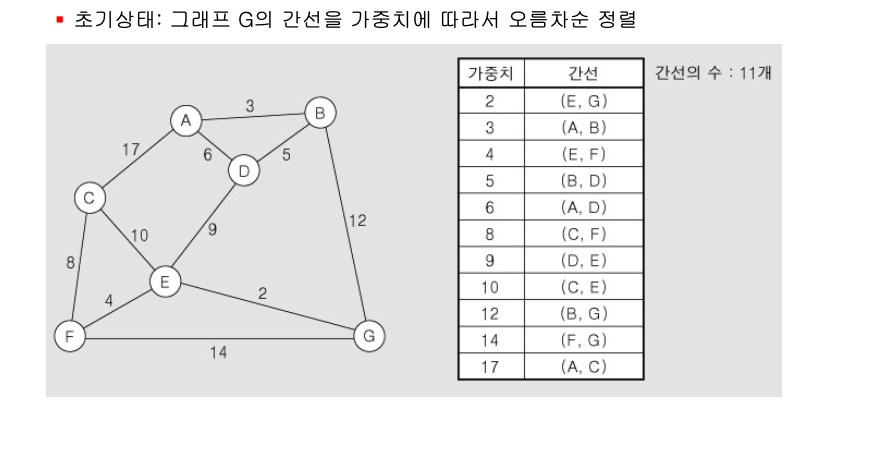 초기상태: 그래프 G의 간선을 가중치에 따라서 오름차순 정렬
가중치 간선
간선의 수 : 11개
2 (E, G)
3 (A, B)
4 (E, F)
5 (B, D)
6 (A, D)
8 (C, F)
9 (D, E)
10 (C, E)
12 (B, G)
14 (F, G)
17 (A, C)
3
A
B
17
6
5
D
C
12
10
9
8
E
4
2
F
G
14